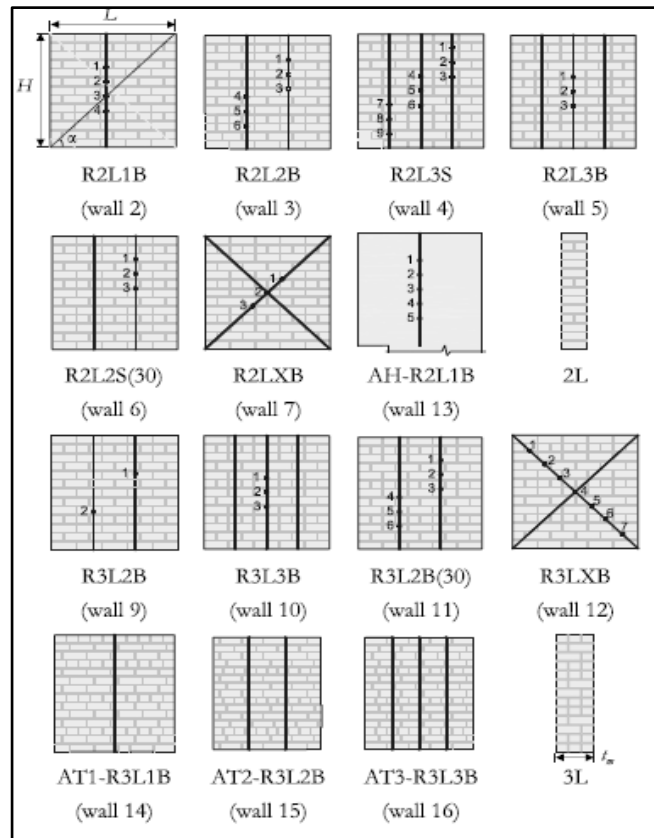 L
H
α
1
2
3
4
1
2
3
4
5
6
1
2
3
4
5
6
7
8
9
1
2
3
R2L1B
R2L2B
R2L3S
R2L3B
(wall 2)
(wall 3)
(wall 4)
(wall 5)
1
2
3
1
2
3
1
2
3
4
5
R2L2S(30)
R2LXB
AH-R2L1B
2L
(wall 6)
(wall 7)
(wall 13)
1
2
1
2
3
1
2
3
4
5
6
1
2
3
4
5
6
7
R3L2B
R3L3B
R3L2B(30)
R3LXB
(wall 9)
(wall 10)
(wall 11)
(wall 12)
AT1-R3L1B
AT2-R3L2B
AT3-R3L3B
3L
(wall 14)
(wall 15)
(wall 16)